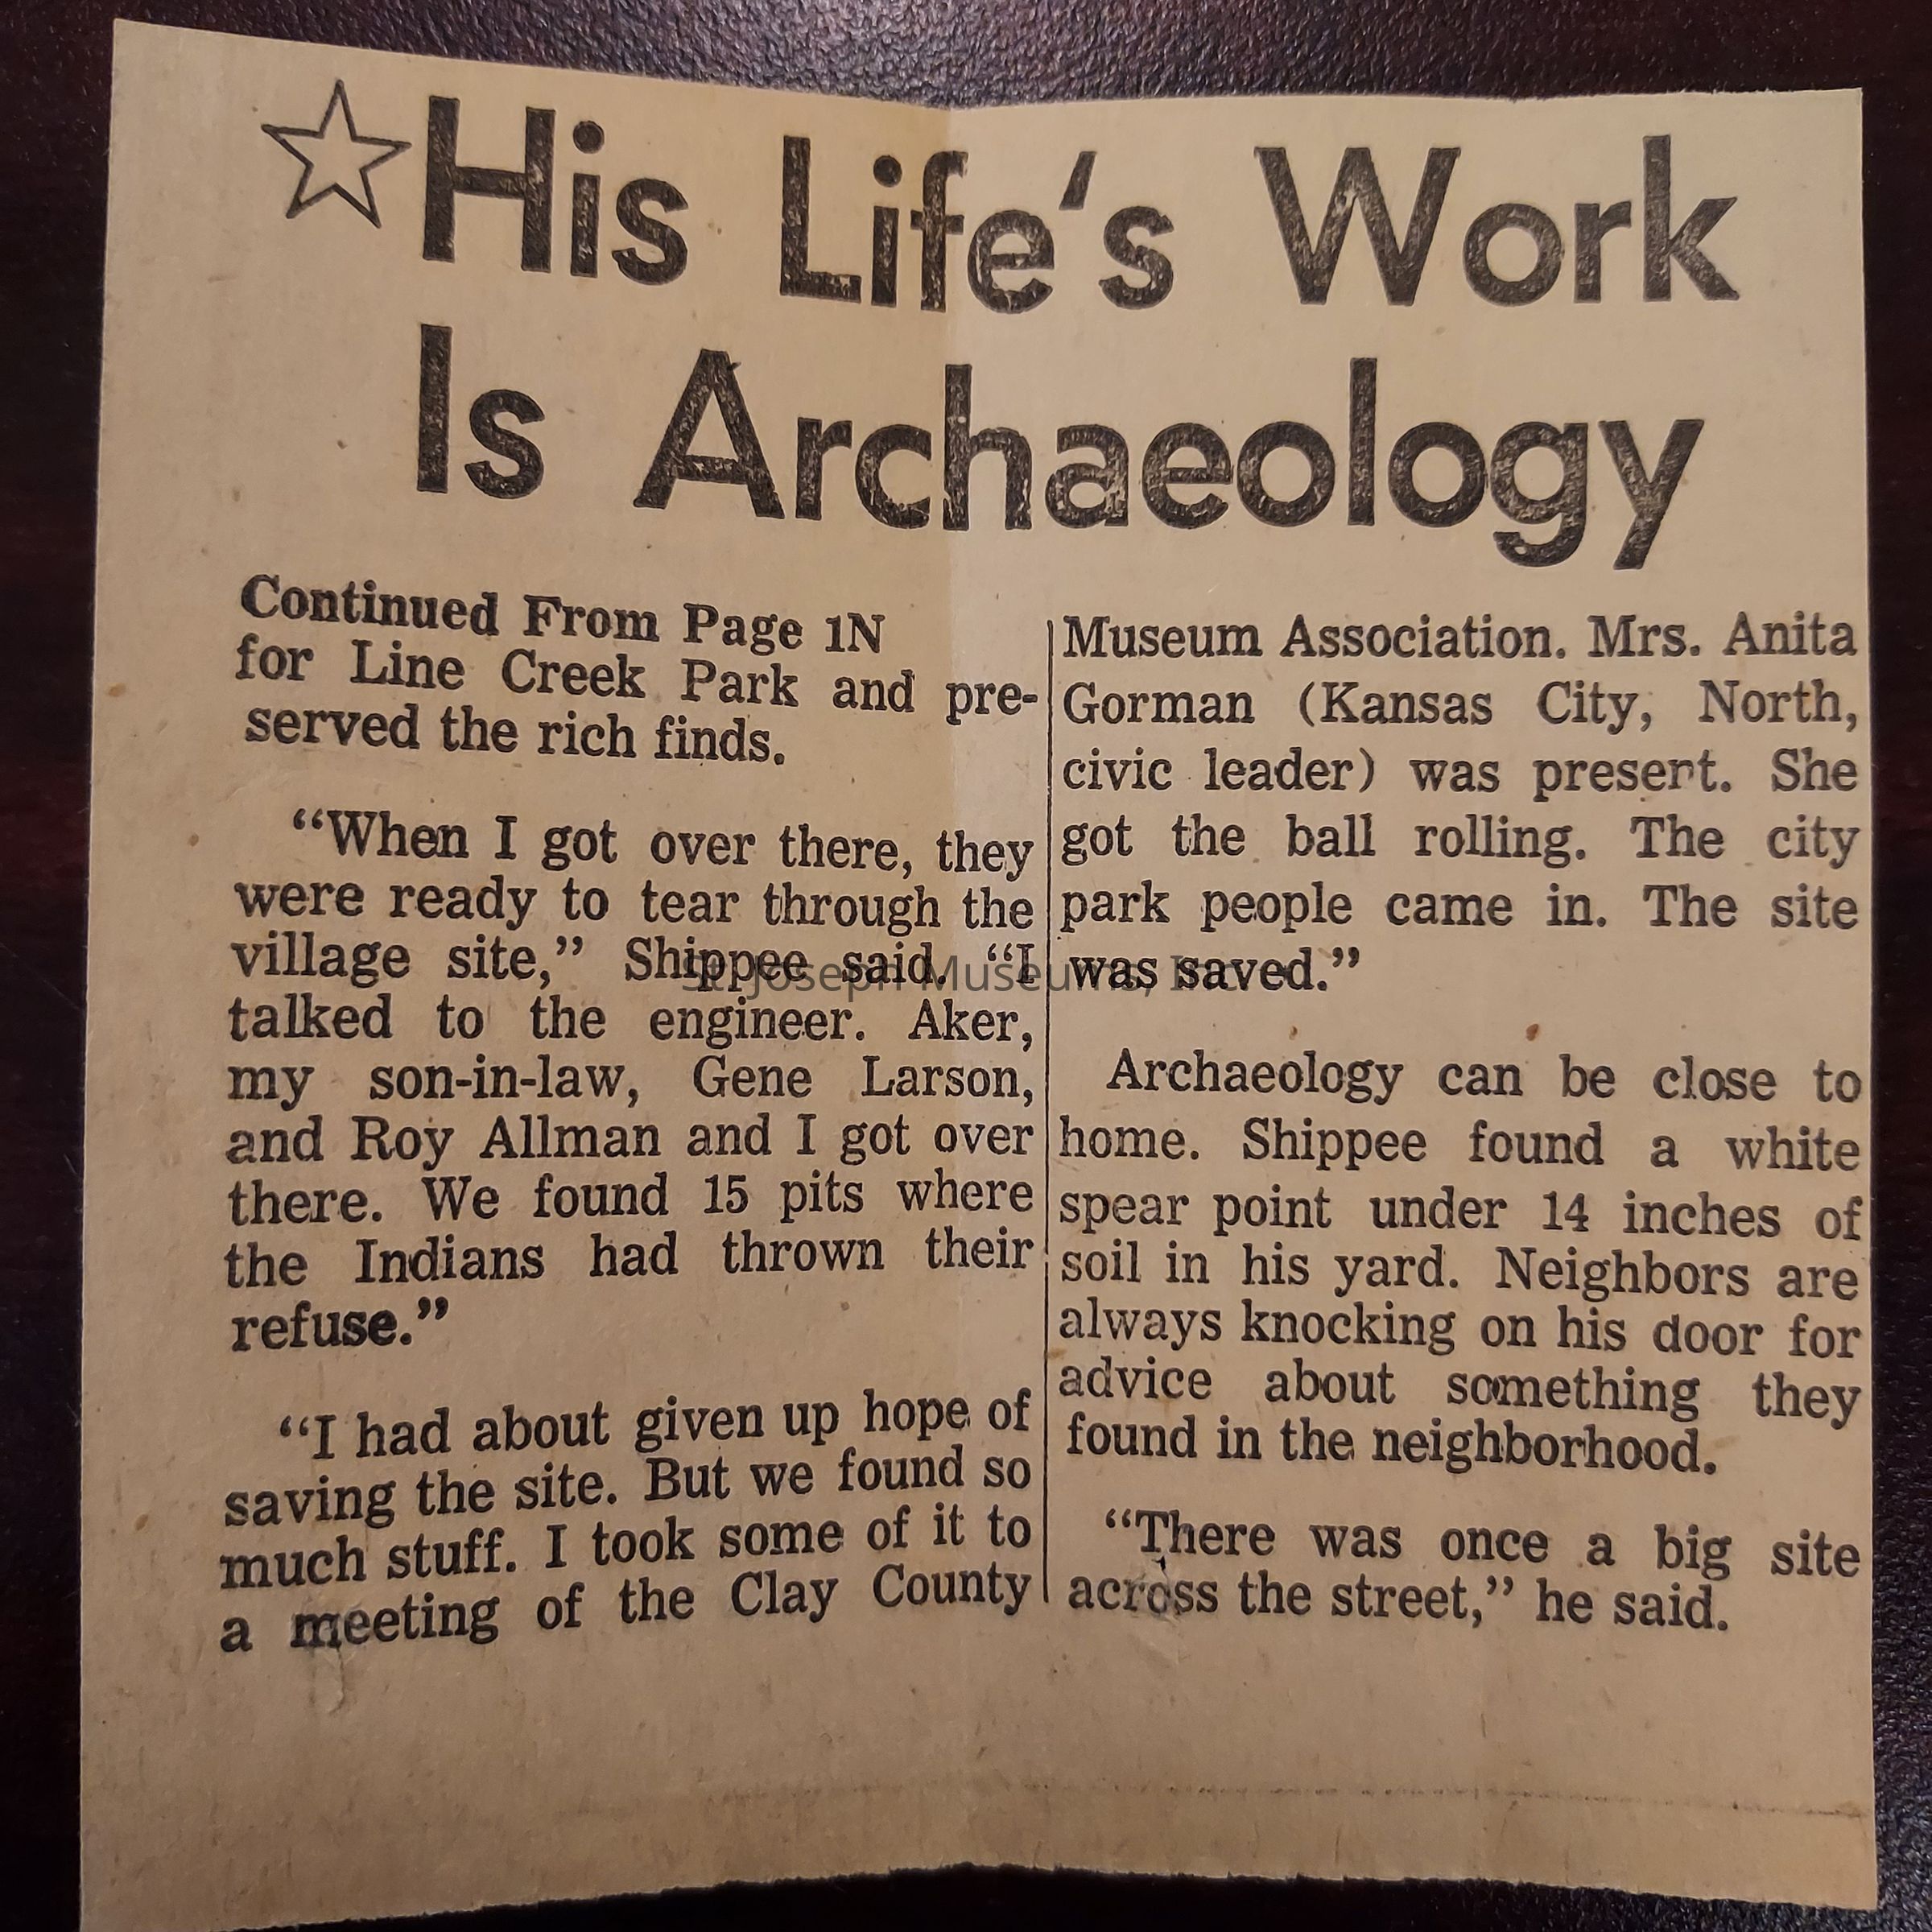 ☆His Life's Work
Is Archaeology
Continued From Page 1N
for Line Creek Park and pre-
served the rich finds.
“When I got over there, they
were ready to tear through the
village site,” Shippee said. “I
talked to the engineer. Aker,
my son-in-law, Gene Larson,
and Roy Allman and I got over
there. We found 15 pits where
the Indians had thrown their
refuse.”
“I had about given up hope of
saving the site. But we found so
much stuff. I took some of it to
a meeting of the Clay County
Museum Association. Mrs. Anita
Gorman (Kansas City, North,
civic leader) was present. She
got the ball rolling. The city
park people came in. The site
was saved.”
Archaeology can be close to
home. Shippee found a white
spear point under 14 inches of
soil in his yard. Neighbors are
always knocking on his door for
advice about something they
found in the neighborhood.
“There was once a big site
across the street,” he said.
St. Joseph Museums, Inc.